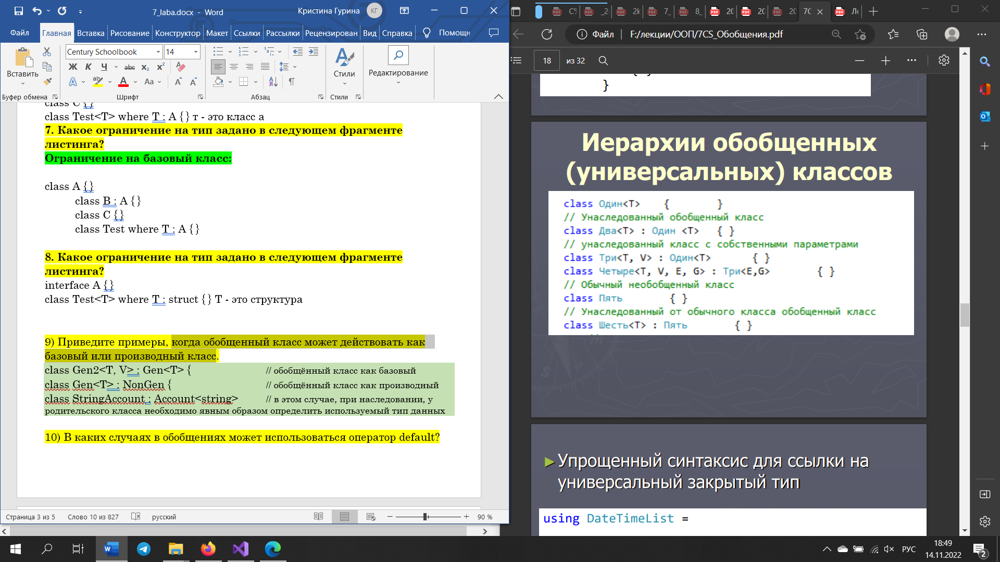 7_laba.docx - Word
Кристина Гурина
КГ
Файл Главная Вставка Рисование Конструктор Макет Ссылки Рассылки Рецензирован Вид Справка Помощн
Вставить
Century Schoolbook 14
Ж К Ч abc x₂ x²
Aa
Стили
Редактирование
Буфер обмена Шрифт Абзац Стили
class C {}
class Test<T> where T : A {} т - это класс а
7. Какое ограничение на тип задано в следующем фрагменте
листинга?
Ограничение на базовый класс:
class A {}
class B : A {}
class C {}
class Test where T : A {}
8. Какое ограничение на тип задано в следующем фрагменте
листинга?
interface A {}
class Test<T> where T : struct {} Т - это структура
9) Приведите примеры, когда обобщенный класс может действовать как
базовый или производный класс.
class Gen2<T, V> : Gen<T> { // обобщённый класс как базовый
class Gen<T> : NonGen { // обобщённый класс как производный
class StringAccount : Account<string> // в этом случае, при наследовании, у
родительского класса необходимо явным образом определить используемый тип данных
10) В каких случаях в обобщениях может использоваться оператор default?
Страница 3 из 5 Слово 10 из 827 русский 90 %
C# _2 2k 7_ 8_ 20 20 20 7C Ле
Файл F:/лекции/ООП/7CS_Обобщения.pdf
18 из 32
}
Иерархии обобщенных
(универсальных) классов
class Один<T> { }
// Унаследованный обобщенный класс
class Два<T> : Один <T> { }
// унаследованный класс с собственными параметрами
class Три<T, V> : Один<T> { }
class Четыре<T, V, E, G> : Три<E,G> { }
// Обычный необобщенный класс
class Пять { }
// Унаследованный от обычного класса обобщенный класс
class Шесть<T> : Пять { }
Упрощенный синтаксис для ссылки на
универсальный закрытый тип
using DateTimeList =
РУС
18:49
14.11.2022
2